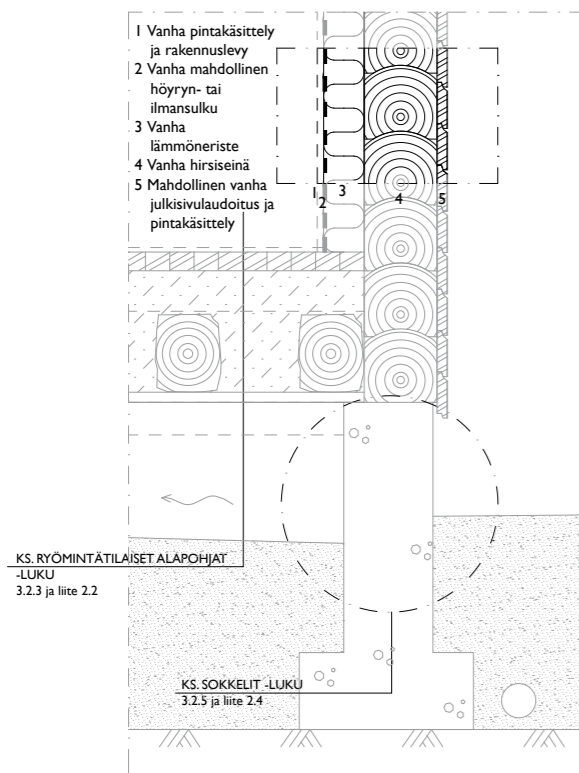 1 Vanha pintakäsittely
ja rakennuslevy
2 Vanha mahdollinen
höyryn- tai
ilmansulku
3 Vanha
lämmöneriste
4 Vanha hirsiseinä
5 Mahdollinen vanha
julkisivulaudoitus ja
pintakäsittely
1
2
3
4
5
KS. RYÖMINTÄTILAISET ALAPOHJAT
-LUKU
3.2.3 ja liite 2.2
KS. SOKKELIT -LUKU
3.2.5 ja liite 2.4